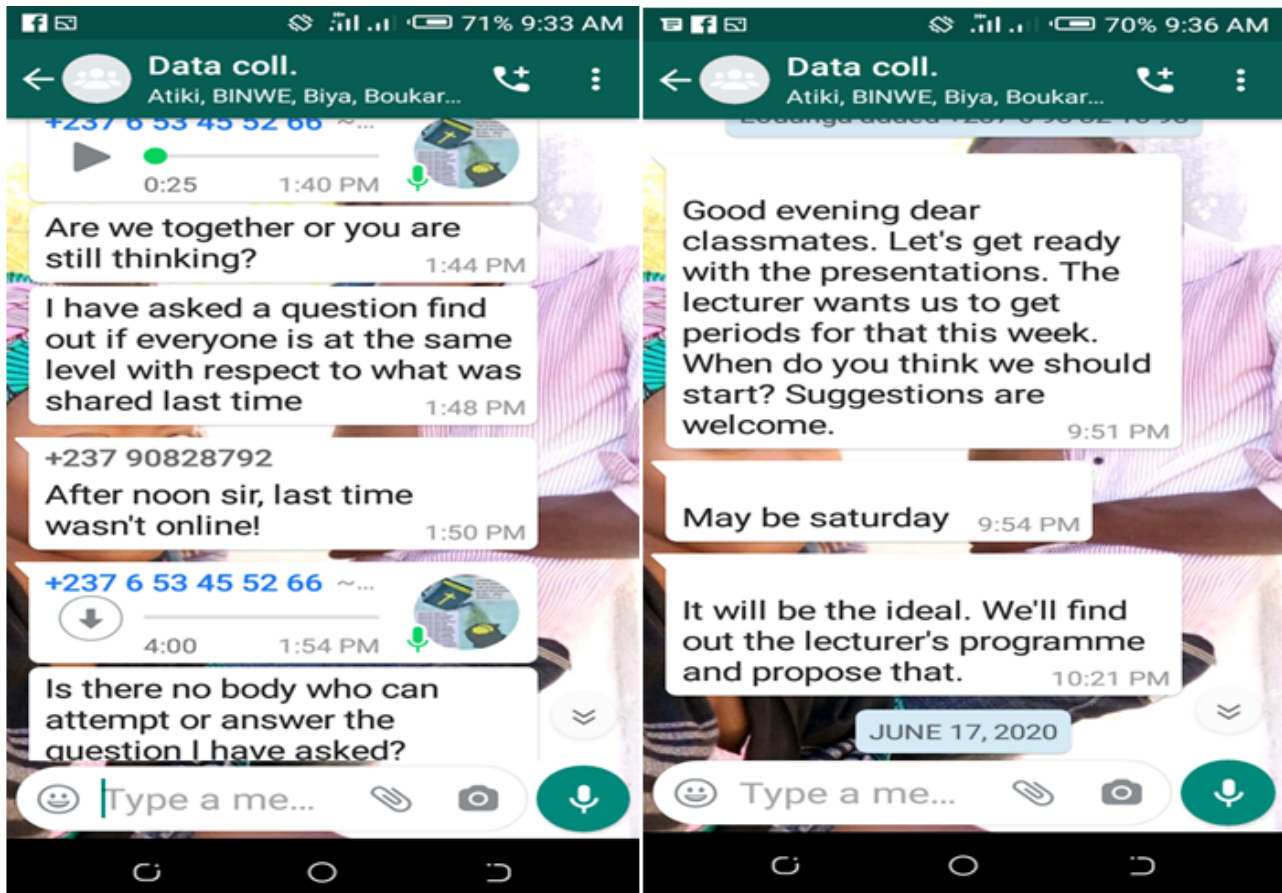 71% 9:33 AM
Data coll.
Atiki, BINWE, Biya, Boukar...
+237 6 53 45 52 66 ~...
0:25 1:40 PM
Are we together or you are
still thinking? 1:44 PM
I have asked a question find
out if everyone is at the same
level with respect to what was
shared last time 1:48 PM
+237 90828792
After noon sir, last time
wasn't online! 1:50 PM
+237 6 53 45 52 66 ~...
4:00 1:54 PM
Is there no body who can
attempt or answer the
question I have asked?
Type a me...
70% 9:36 AM
Data coll.
Atiki, BINWE, Biya, Boukar...
added +237 6
Good evening dear
classmates. Let's get ready
with the presentations. The
lecturer wants us to get
periods for that this week.
When do you think we should
start? Suggestions are
welcome. 9:51 PM
May be saturday 9:54 PM
It will be the ideal. We'll find
out the lecturer's programme
and propose that. 10:21 PM
JUNE 17, 2020
Type a me...